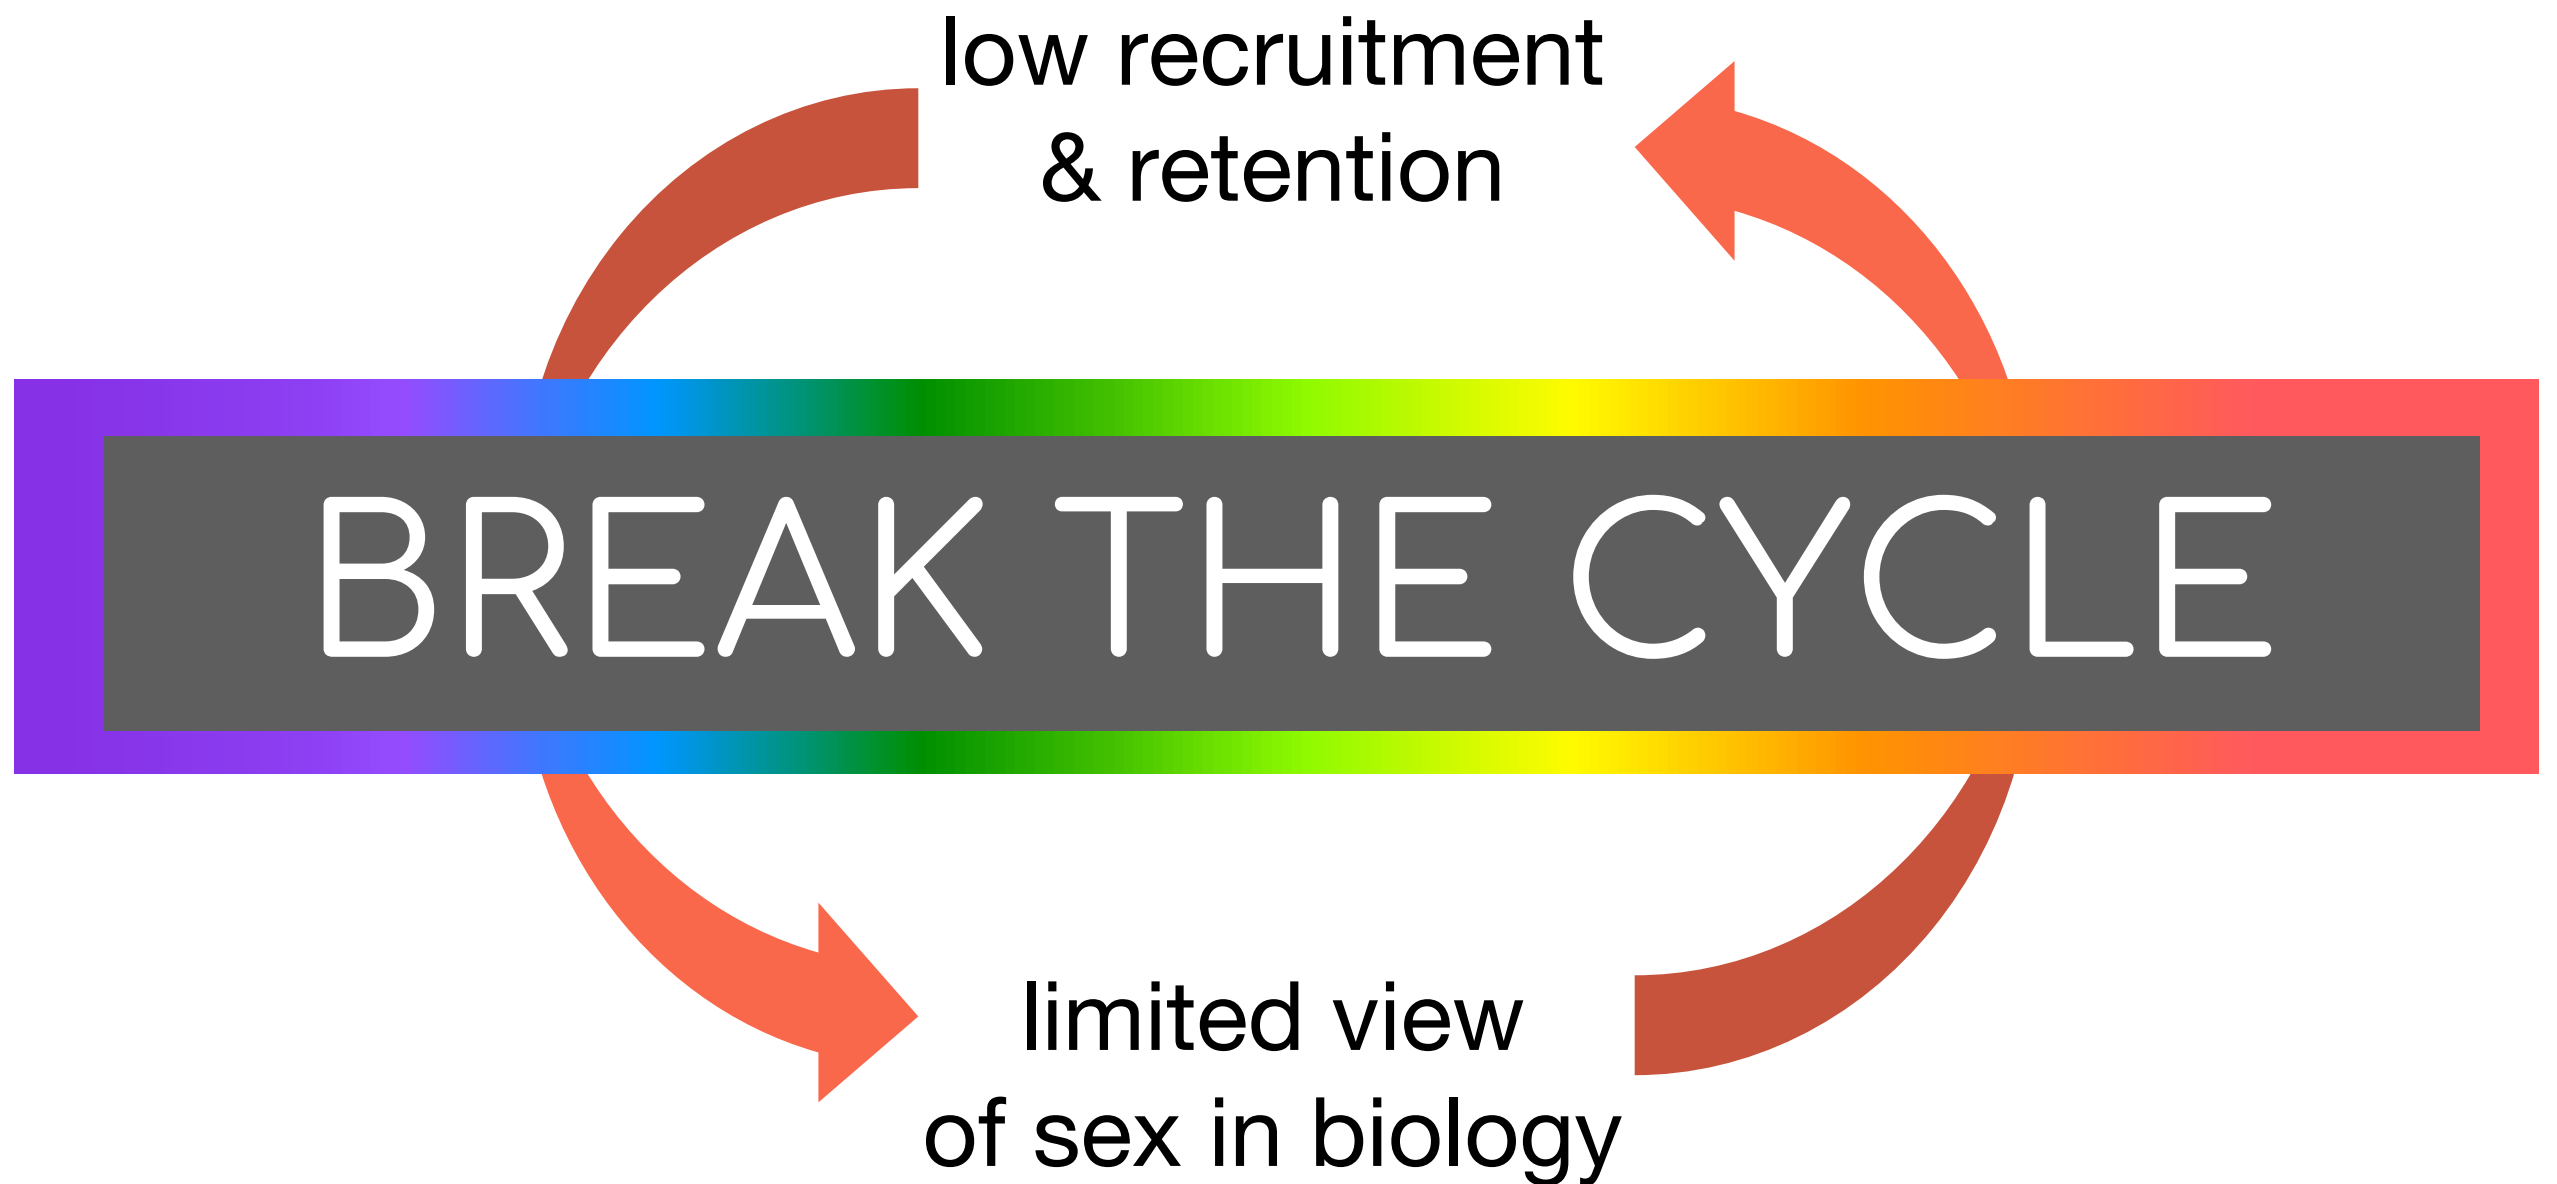 low recruitment
& retention
BREAK THE CYCLE
limited view
of sex in biology